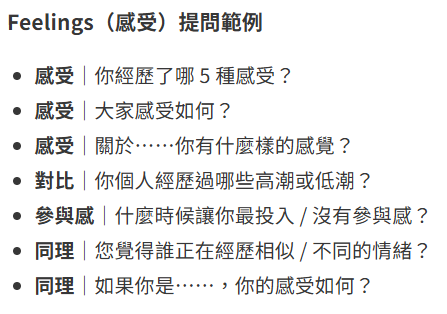 Feelings（感受）提問範例
• 感受｜你經歷了哪 5 種感受？
• 感受｜大家感受如何？
• 感受｜關於……你有什麼樣的感覺？
• 對比｜你個人經歷過哪些高潮或低潮？
• 參與感｜什麼時候讓你最投入 / 沒有參與感？
• 同理｜您覺得誰正在經歷相似 / 不同的情緒？
• 同理｜如果你是……，你的感受如何？